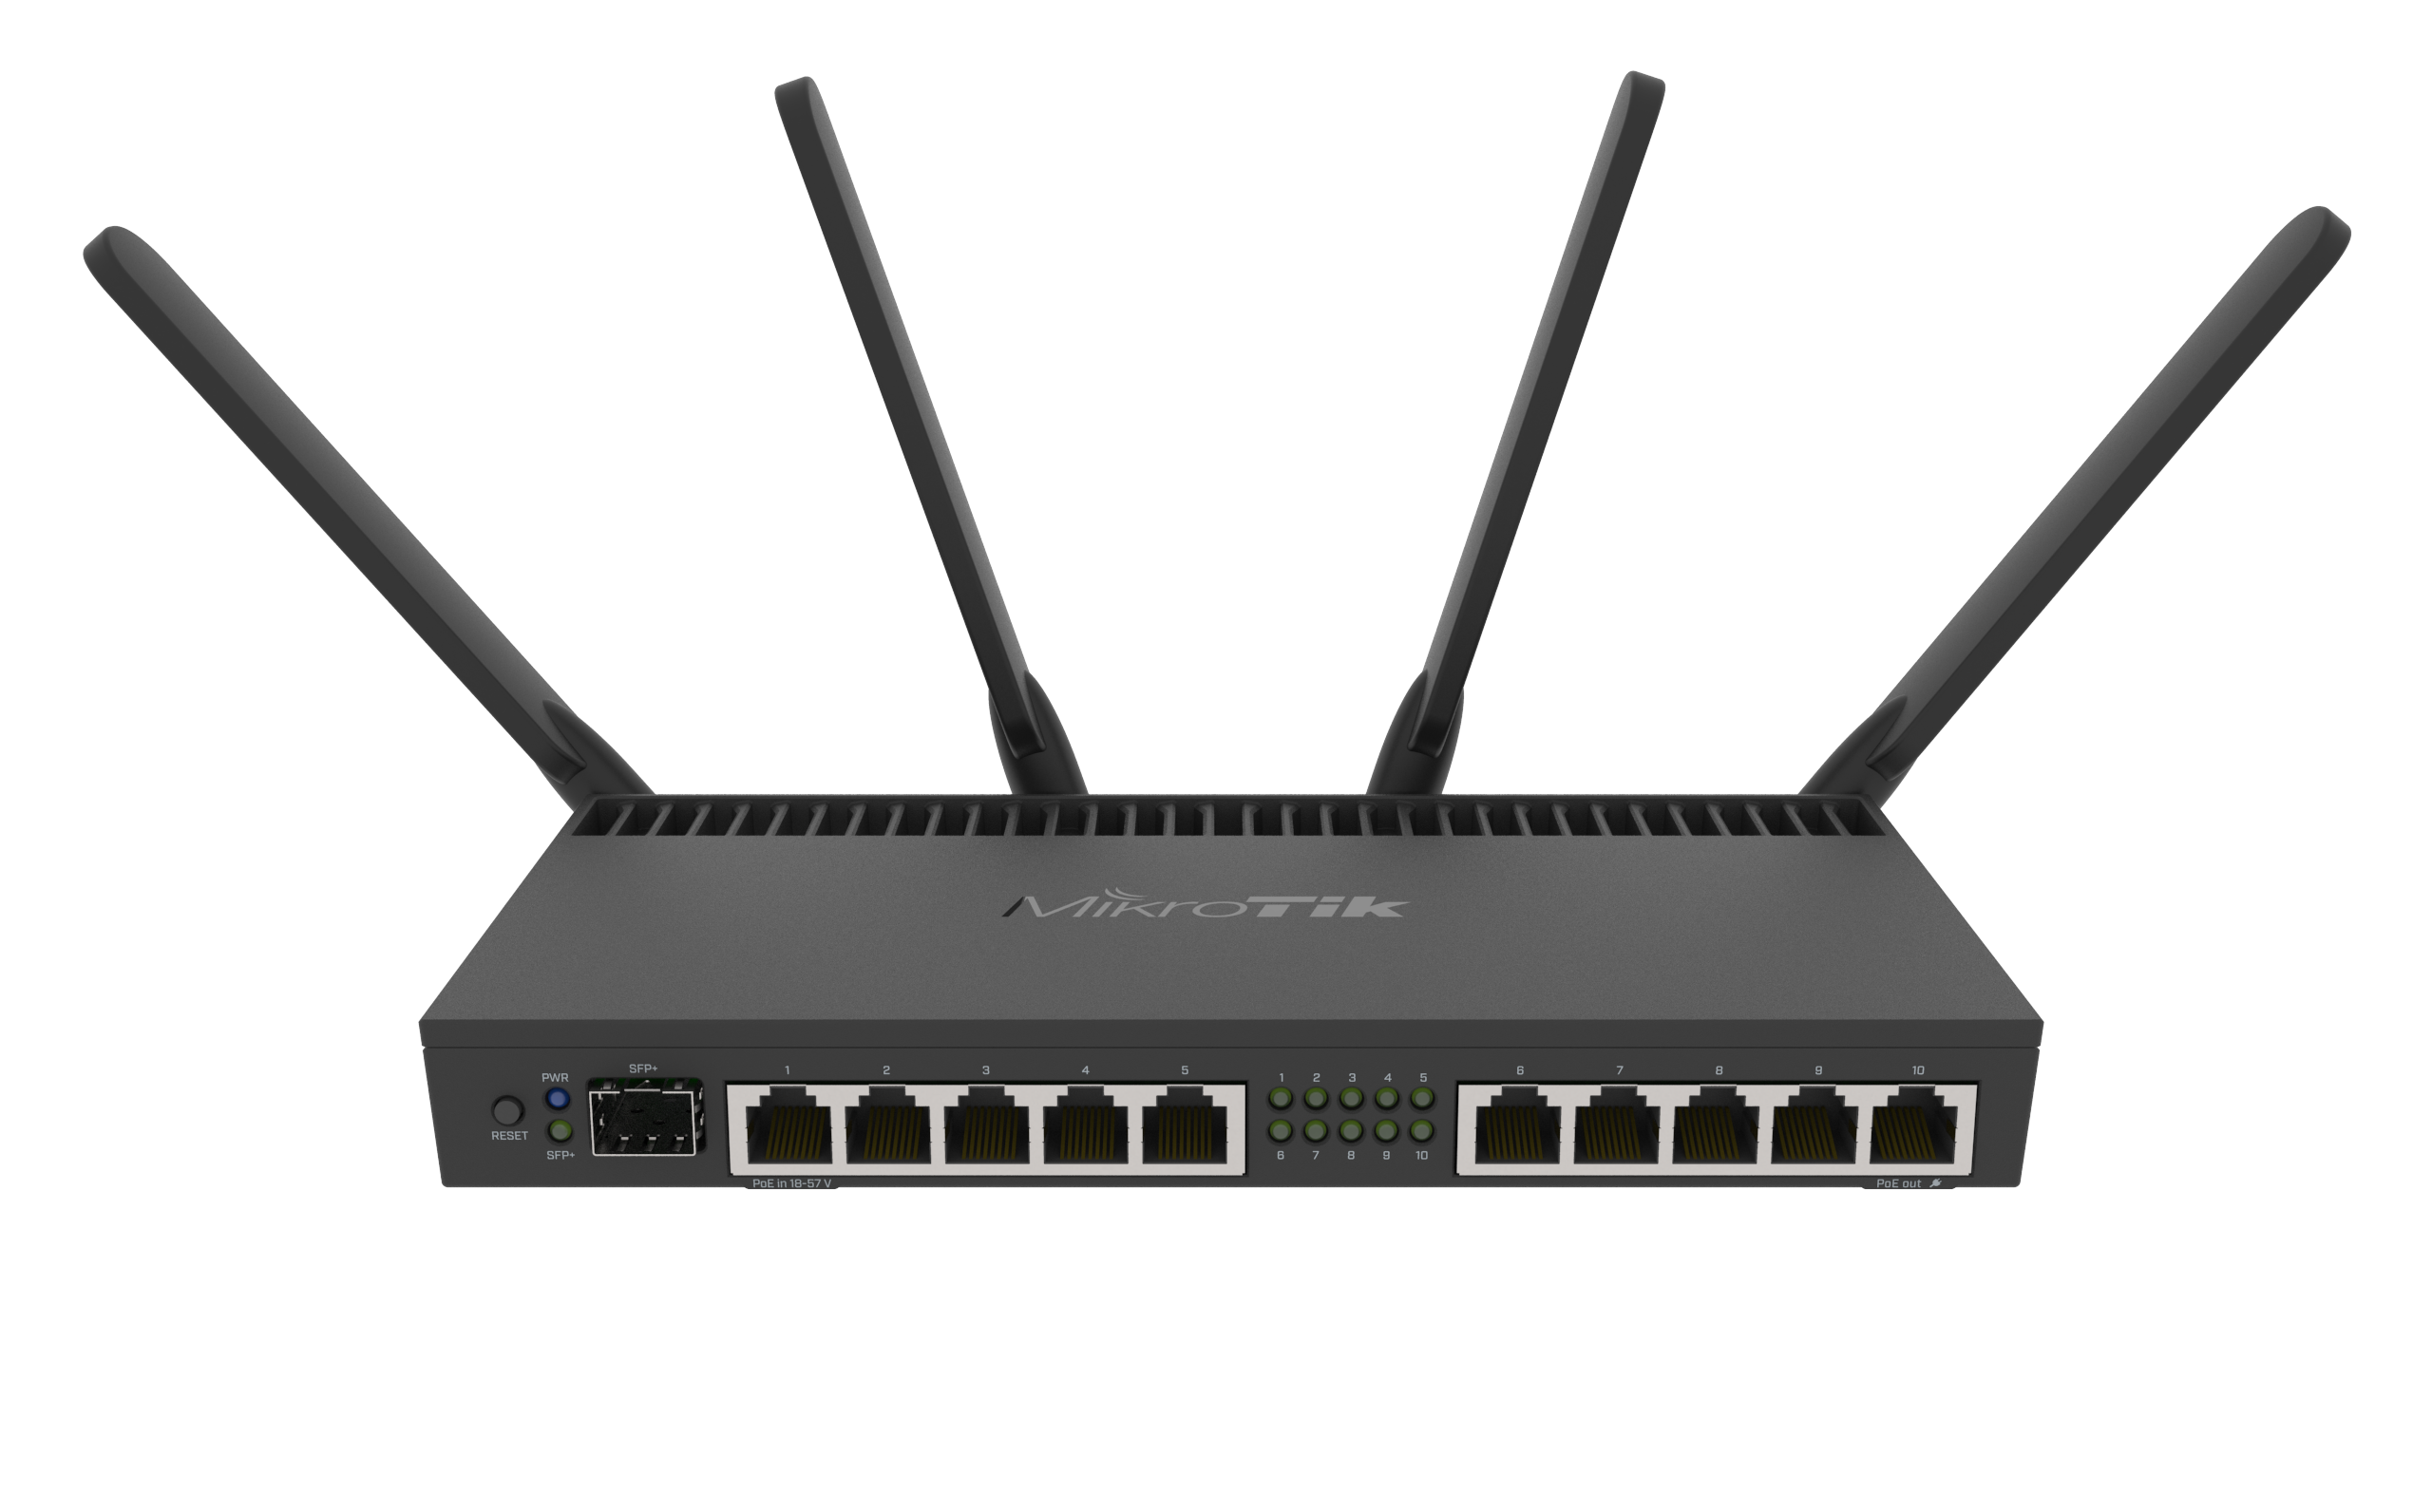 MikroTik
PWR
SFP+
1 2 3 4 5
1 2 3 4 5
6 7 8 9 10
RESET
SFP+
6 7 8 9 10
PoE in 18-57 V
PoE out